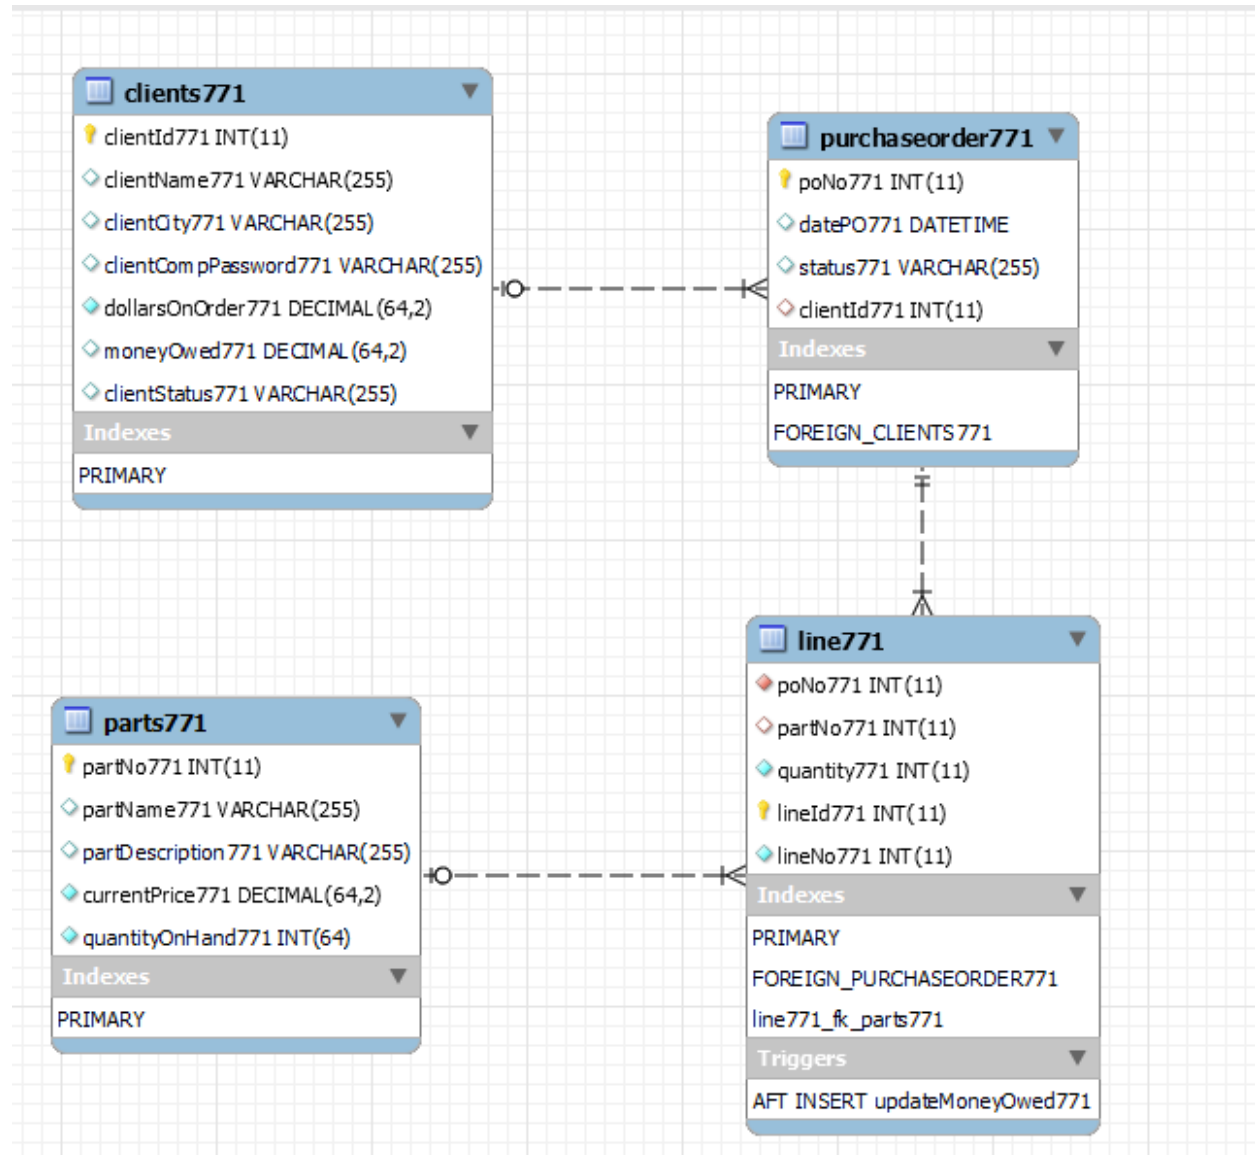 clients771
clientId771 INT(11)
clientName771 VARCHAR(255)
clientCity771 VARCHAR(255)
clientCompPassword771 VARCHAR(255)
dollarsOnOrder771 DECIMAL(64,2)
moneyOwed771 DECIMAL(64,2)
clientStatus771 VARCHAR(255)
Indexes
PRIMARY
purchaseorder771
poNo771 INT(11)
datePO771 DATETIME
status771 VARCHAR(255)
clientId771 INT(11)
Indexes
PRIMARY
FOREIGN_CLIENTS771
parts771
partNo771 INT(11)
partName771 VARCHAR(255)
partDescription771 VARCHAR(255)
currentPrice771 DECIMAL(64,2)
quantityOnHand771 INT(64)
Indexes
PRIMARY
line771
poNo771 INT(11)
partNo771 INT(11)
quantity771 INT(11)
lineId771 INT(11)
lineNo771 INT(11)
Indexes
PRIMARY
FOREIGN_PURCHASEORDER771
line771_fk_parts771
Triggers
AFT INSERT updateMoneyOwed771